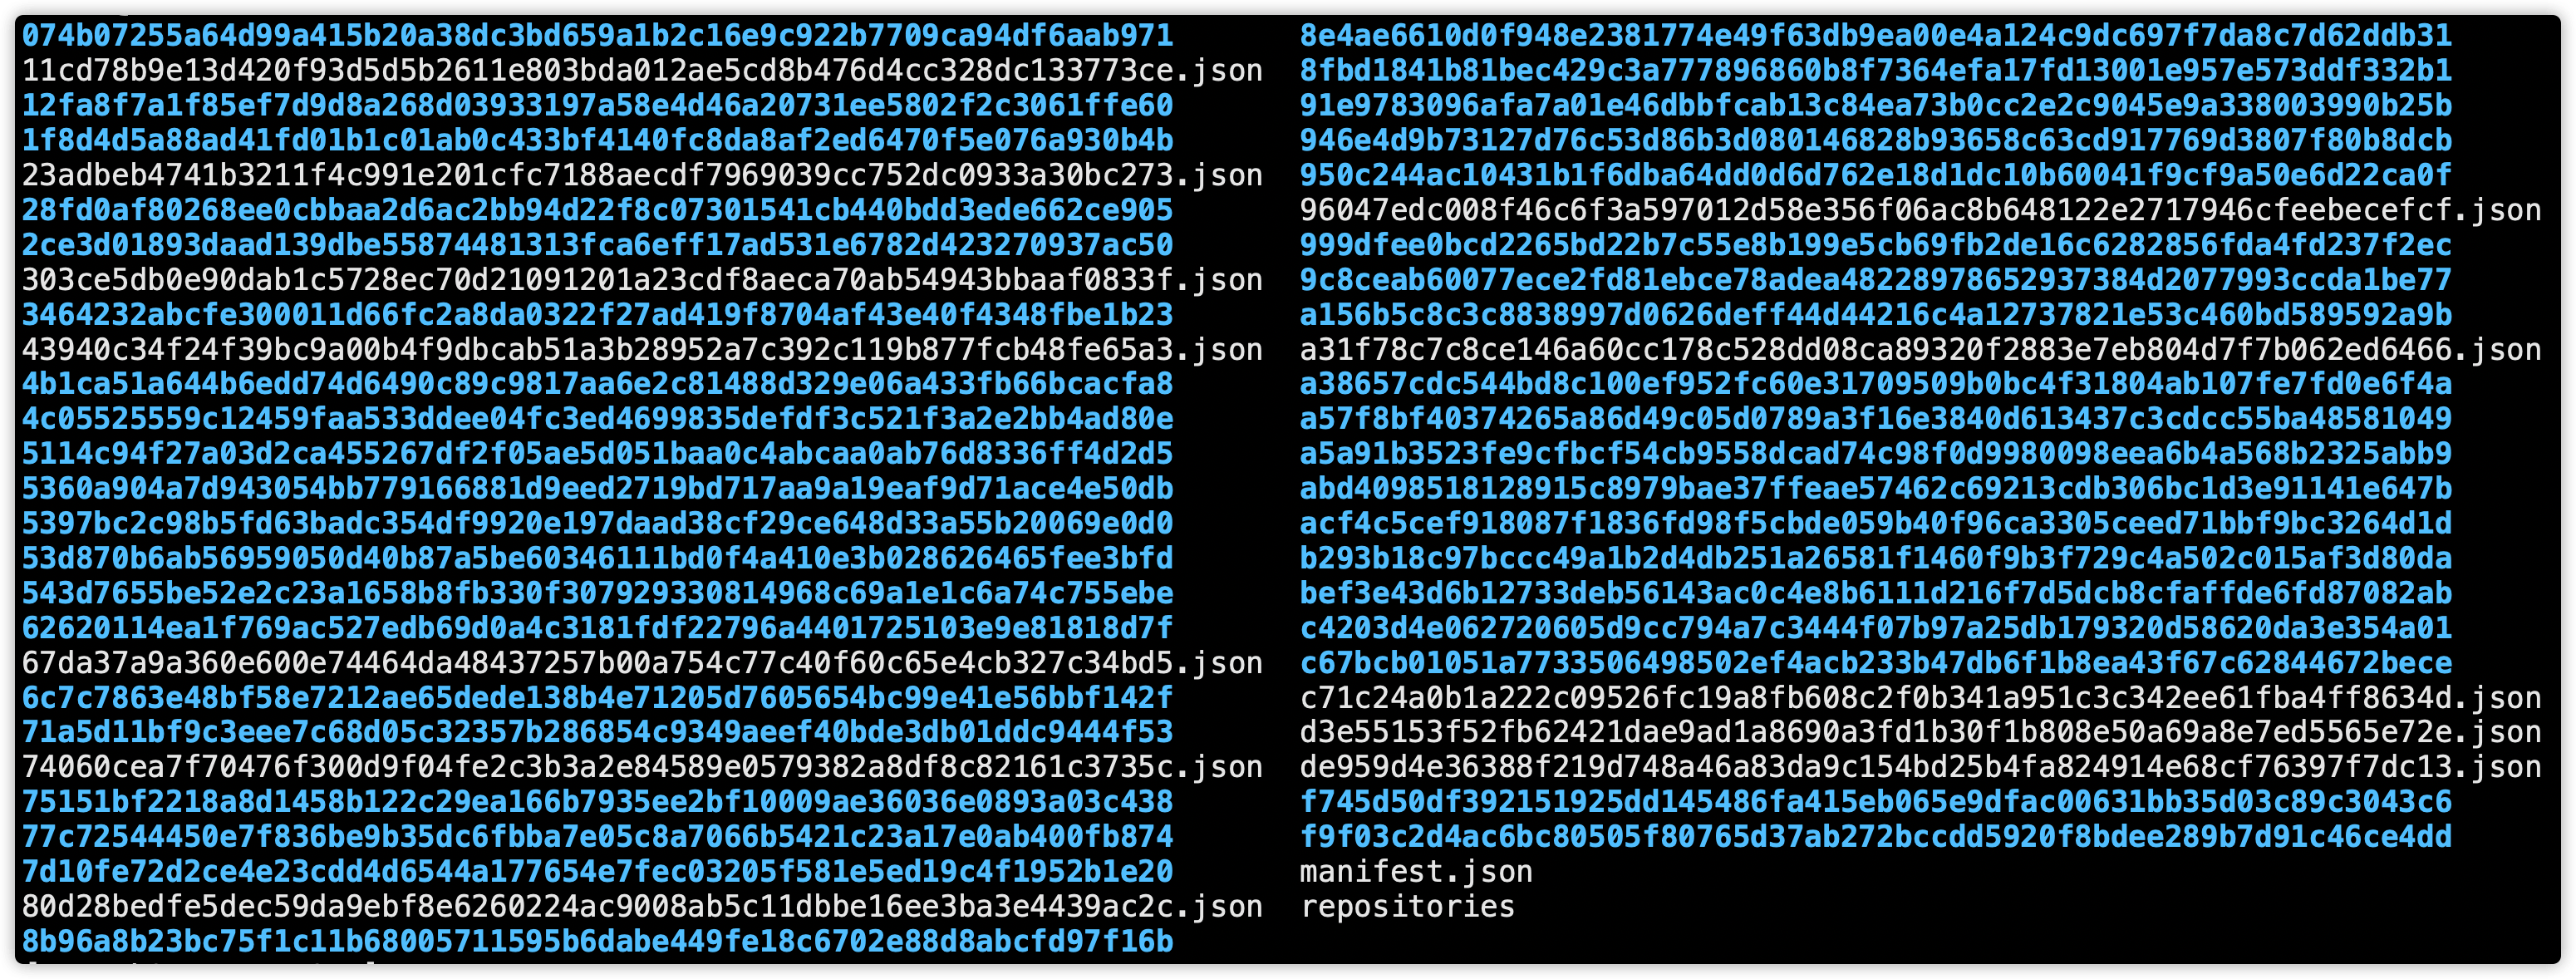 074b07255a64d99a415b20a38dc3bd659a1b2c16e9c922b7709ca94df6aab971 8e4ae6610d0f948e2381774e49f63db9ea00e4a124c9dc697f7da8c7d62ddb31
11cd78b9e13d420f93d5d5b2611e803bda012ae5cd8b476d4cc328dc133773ce.json 8fbd1841b81bec429c3a777896860b8f7364efa17fd13001e957e573ddf332b1
12fa8f7a1f85ef7d9d8a268d03933197a58e4d46a20731ee5802f2c3061ffe60 91e9783096afa7a01e46dbbfcab13c84ea73b0cc2e2c9045e9a338003990b25b
1f8d4d5a88ad41fd01b1c01ab0c433bf4140fc8da8af2ed6470f5e076a930b4b 946e4d9b73127d76c53d86b3d080146828b93658c63cd917769d3807f80b8dcb
23adbeb4741b3211f4c991e201cfc7188aecdf7969039cc752dc0933a30bc273.json 950c244ac10431b1f6dba64dd0d6d762e18d1dc10b60041f9cf9a50e6d22ca0f
28fd0af80268ee0cbbaa2d6ac2bb94d22f8c07301541cb440bdd3ede662ce905 96047edc008f46c6f3a597012d58e356f06ac8b648122e2717946cfeebecefcf.json
2ce3d01893daad139dbe55874481313fca6eff17ad531e6782d423270937ac50 999dfee0bcd2265bd22b7c55e8b199e5cb69fb2de16c6282856fda4fd237f2ec
303ce5db0e90dab1c5728ec70d21091201a23cdf8aeca70ab54943bbaaf0833f.json 9c8ceab60077ece2fd81ebce78adea48228978652937384d2077993ccda1be77
3464232abcfe300011d66fc2a8da0322f27ad419f8704af43e40f4348fbe1b23 a156b5c8c3c8838997d0626deff44d44216c4a12737821e53c460bd589592a9b
43940c34f24f39bc9a00b4f9dbcab51a3b28952a7c392c119b877fcb48fe65a3.json a31f78c7c8ce146a60cc178c528dd08ca89320f2883e7eb804d7f7b062ed6466.json
4b1ca51a644b6edd74d6490c89c9817aa6e2c81488d329e06a433fb66bcacfa8 a38657cdc544bd8c100ef952fc60e31709509b0bc4f31804ab107fe7fd0e6f4a
4c05525559c12459faa533ddee04fc3ed4699835defdf3c521f3a2e2bb4ad80e a57f8bf40374265a86d49c05d0789a3f16e3840d613437c3cdcc55ba48581049
5114c94f27a03d2ca455267df2f05ae5d051baa0c4abcaa0ab76d8336ff4d2d5 a5a91b3523fe9cfbcf54cb9558dcad74c98f0d9980098eea6b4a568b2325abb9
5360a904a7d943054bb779166881d9eed2719bd717aa9a19eaf9d71ace4e50db abd4098518128915c8979bae37ffeae57462c69213cdb306bc1d3e91141e647b
5397bc2c98b5fd63badc354df9920e197daad38cf29ce648d33a55b20069e0d0 acf4c5cef918087f1836fd98f5cbde059b40f96ca3305ceed71bbf9bc3264d1d
53d870b6ab56959050d40b87a5be60346111bd0f4a410e3b028626465fee3bfd b293b18c97bccc49a1b2d4db251a26581f1460f9b3f729c4a502c015af3d80da
543d7655be52e2c23a1658b8fb330f307929330814968c69a1e1c6a74c755ebe bef3e43d6b12733deb56143ac0c4e8b6111d216f7d5dcb8cfaffde6fd87082ab
62620114ea1f769ac527edb69d0a4c3181fdf22796a4401725103e9e81818d7f c4203d4e062720605d9cc794a7c3444f07b97a25db179320d58620da3e354a01
67da37a9a360e600e74464da48437257b00a754c77c40f60c65e4cb327c34bd5.json c67bcb01051a7733506498502ef4acb233b47db6f1b8ea43f67c62844672bece
6c7c7863e48bf58e7212ae65dede138b4e71205d7605654bc99e41e56bbf142f c71c24a0b1a222c09526fc19a8fb608c2f0b341a951c3c342ee61fba4ff8634d.json
71a5d11bf9c3eee7c68d05c32357b286854c9349aeef40bde3db01ddc9444f53 d3e55153f52fb62421dae9ad1a8690a3fd1b30f1b808e50a69a8e7ed5565e72e.json
74060cea7f70476f300d9f04fe2c3b3a2e84589e0579382a8df8c82161c3735c.json de959d4e36388f219d748a46a83da9c154bd25b4fa824914e68cf76397f7dc13.json
75151bf2218a8d1458b122c29ea166b7935ee2bf10009ae36036e0893a03c438 f745d50df392151925dd145486fa415eb065e9dfac00631bb35d03c89c3043c6
77c72544450e7f836be9b35dc6fbba7e05c8a7066b5421c23a17e0ab400fb874 f9f03c2d4ac6bc80505f80765d37ab272bccdd5920f8bdee289b7d91c46ce4dd
7d10fe72d2ce4e23cdd4d6544a177654e7fec03205f581e5ed19c4f1952b1e20 manifest.json
80d28bedfe5dec59da9ebf8e6260224ac9008ab5c11dbbe16ee3ba3e4439ac2c.json repositories
8b96a8b23bc75f1c11b68005711595b6dabe449fe18c6702e88d8abcfd97f16b